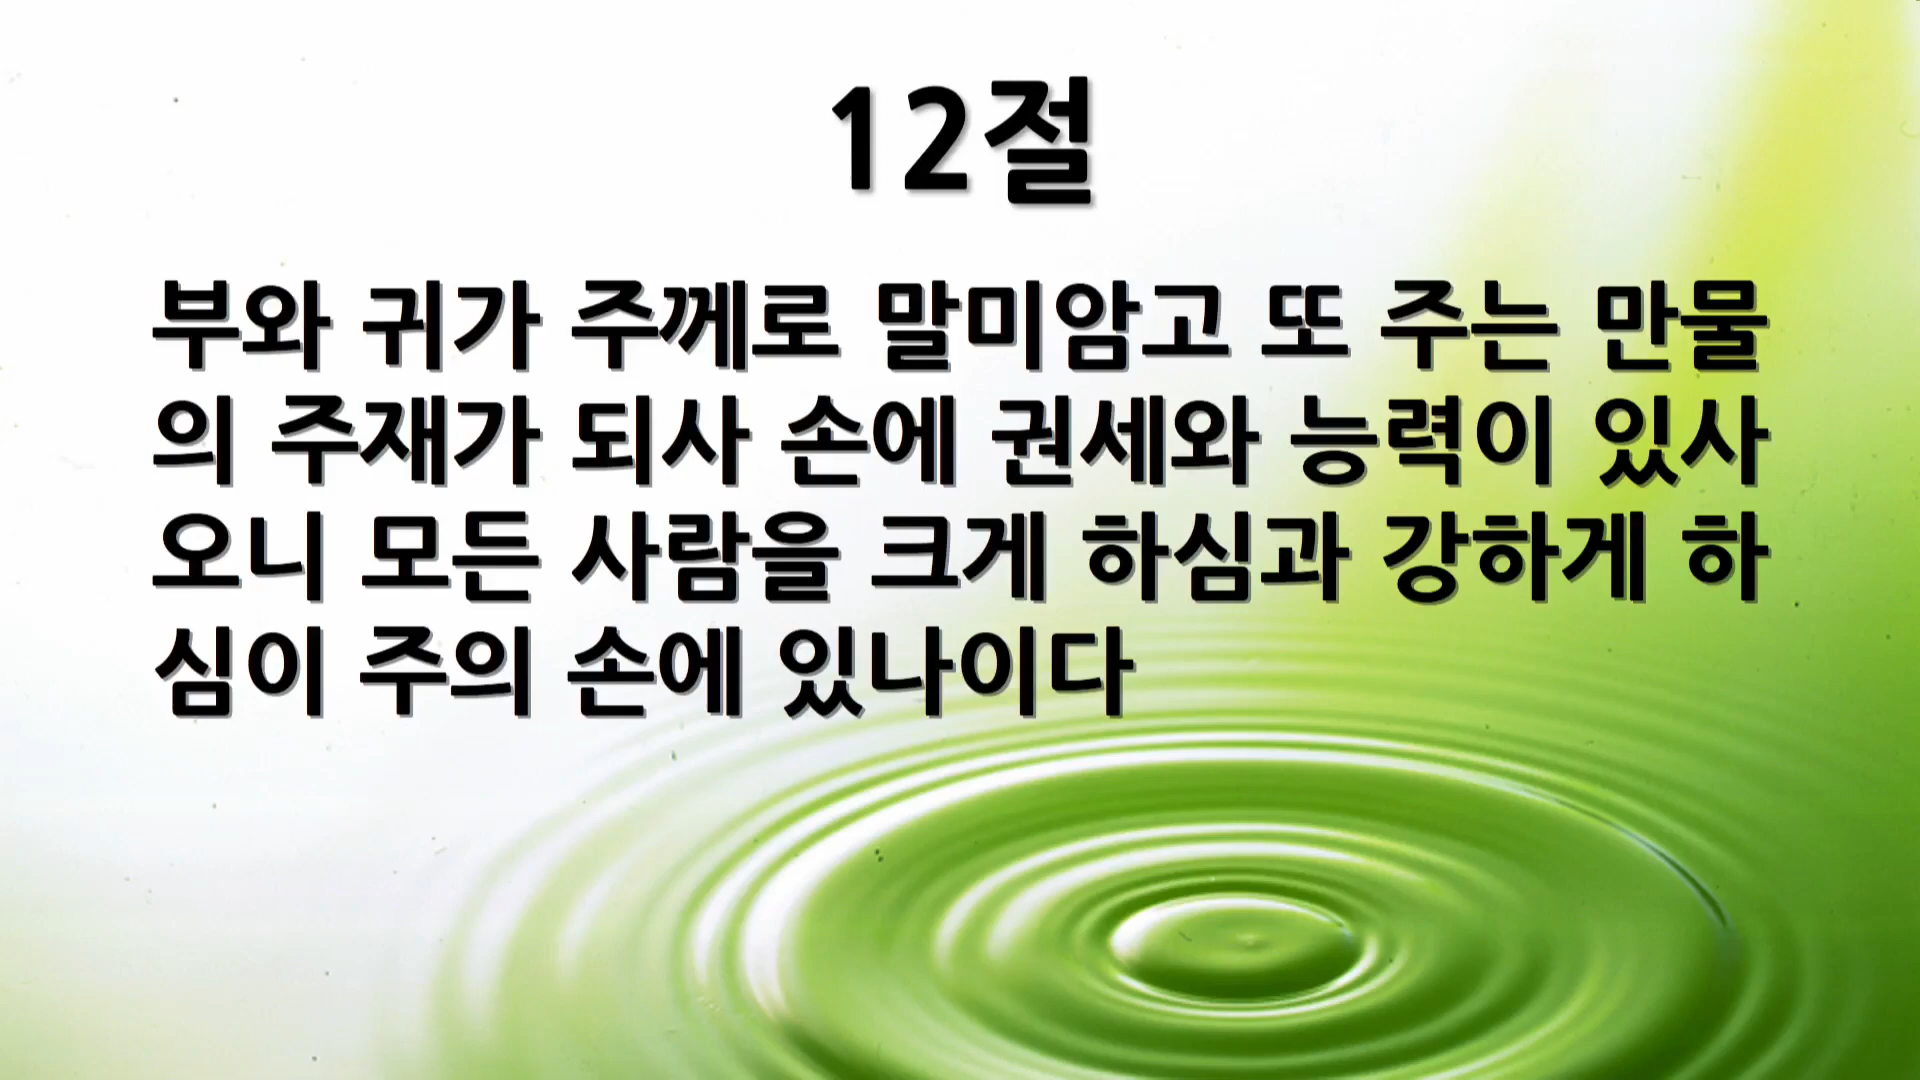 12절
부와 귀가 주께로 말미암고 또 주는 만물
의 주재가 되사 손에 권세와 능력이 있사
오니 모든 사람을 크게 하심과 강하게 하
심이 주의 손에 있나이다